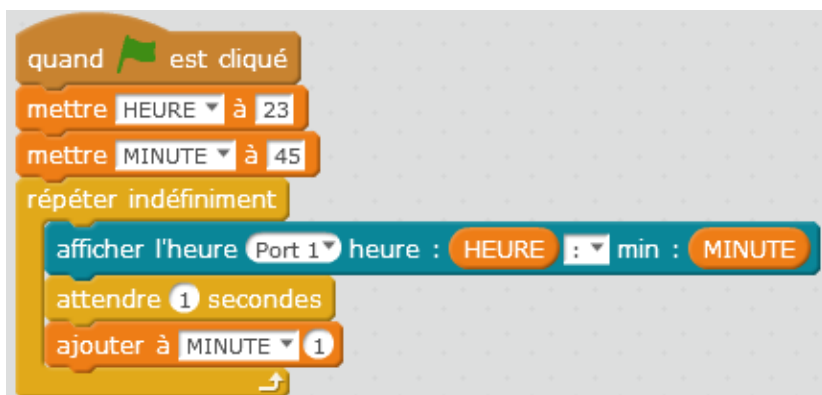 quand est cliqué
mettre HEURE à 23
mettre MINUTE à 45
répéter indéfiniment
afficher l'heure Port 1 heure : HEURE : min : MINUTE
attendre 1 secondes
ajouter à MINUTE 1